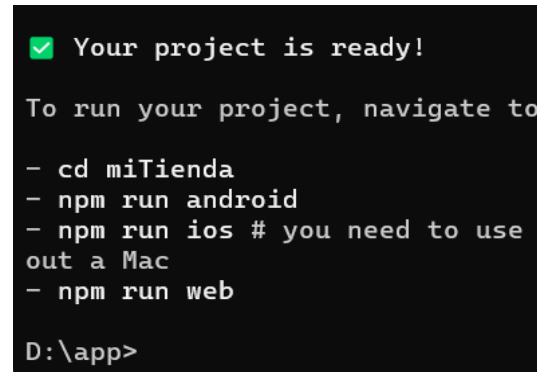 ✅ Your project is ready!
To run your project, navigate to
- cd miTienda
- npm run android
- npm run ios # you need to use
out a Mac
- npm run web
D:\app>